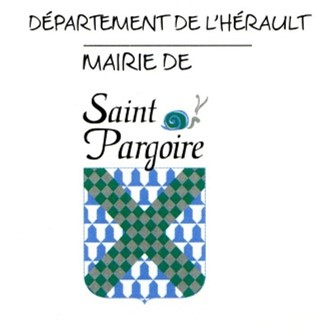 DÉPARTEMENT DE L'HÉRAULT
MAIRIE DE
Saint
Pargoire